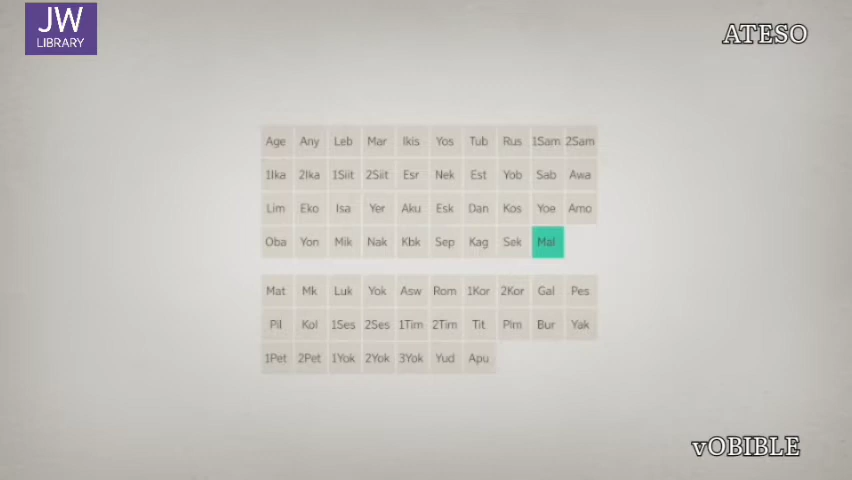 JW
LIBRARY
ATESO
Age Any Leb Mar Ikis Yos Tub Rus 1Sam 2Sam
1Ika 2Ika 1Siit 2Siit Esr Nek Est Yob Sab Awa
Lim Eko Isa Yer Aku Esk Dan Kos Yoe Amo
Oba Yon Mik Nak Kbk Sep Kag Sek Mal
Mat Mk Luk Yok Asw Rom 1Kor 2Kor Gal Pes
Pil Kol 1Ses 2Ses 1Tim 2Tim Tit Plm Bur Yak
1Pet 2Pet 1Yok 2Yok 3Yok Yud Apu
vOBIBLE